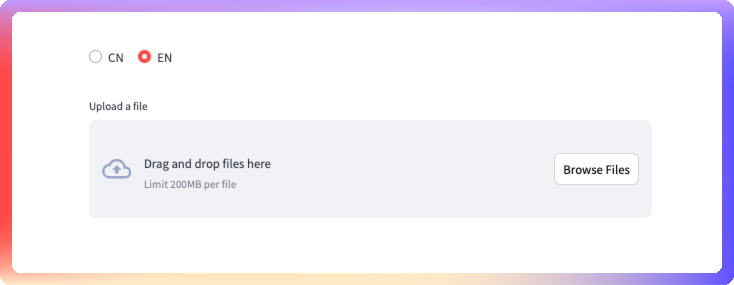 CN EN
Upload a file
Drag and drop files here
Limit 200MB per file
Browse Files